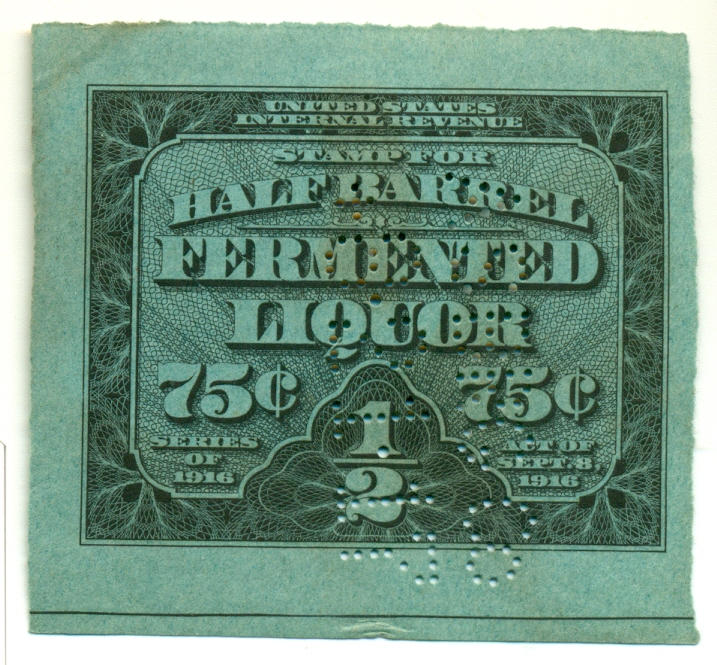 UNITED STATES
INTERNAL REVENUE
STAMP FOR
HALF BARREL
FERMENTED
LIQUOR
75¢ 75¢
1/2
SERIES OF 1916
ACT OF SEPT. 8, 1916